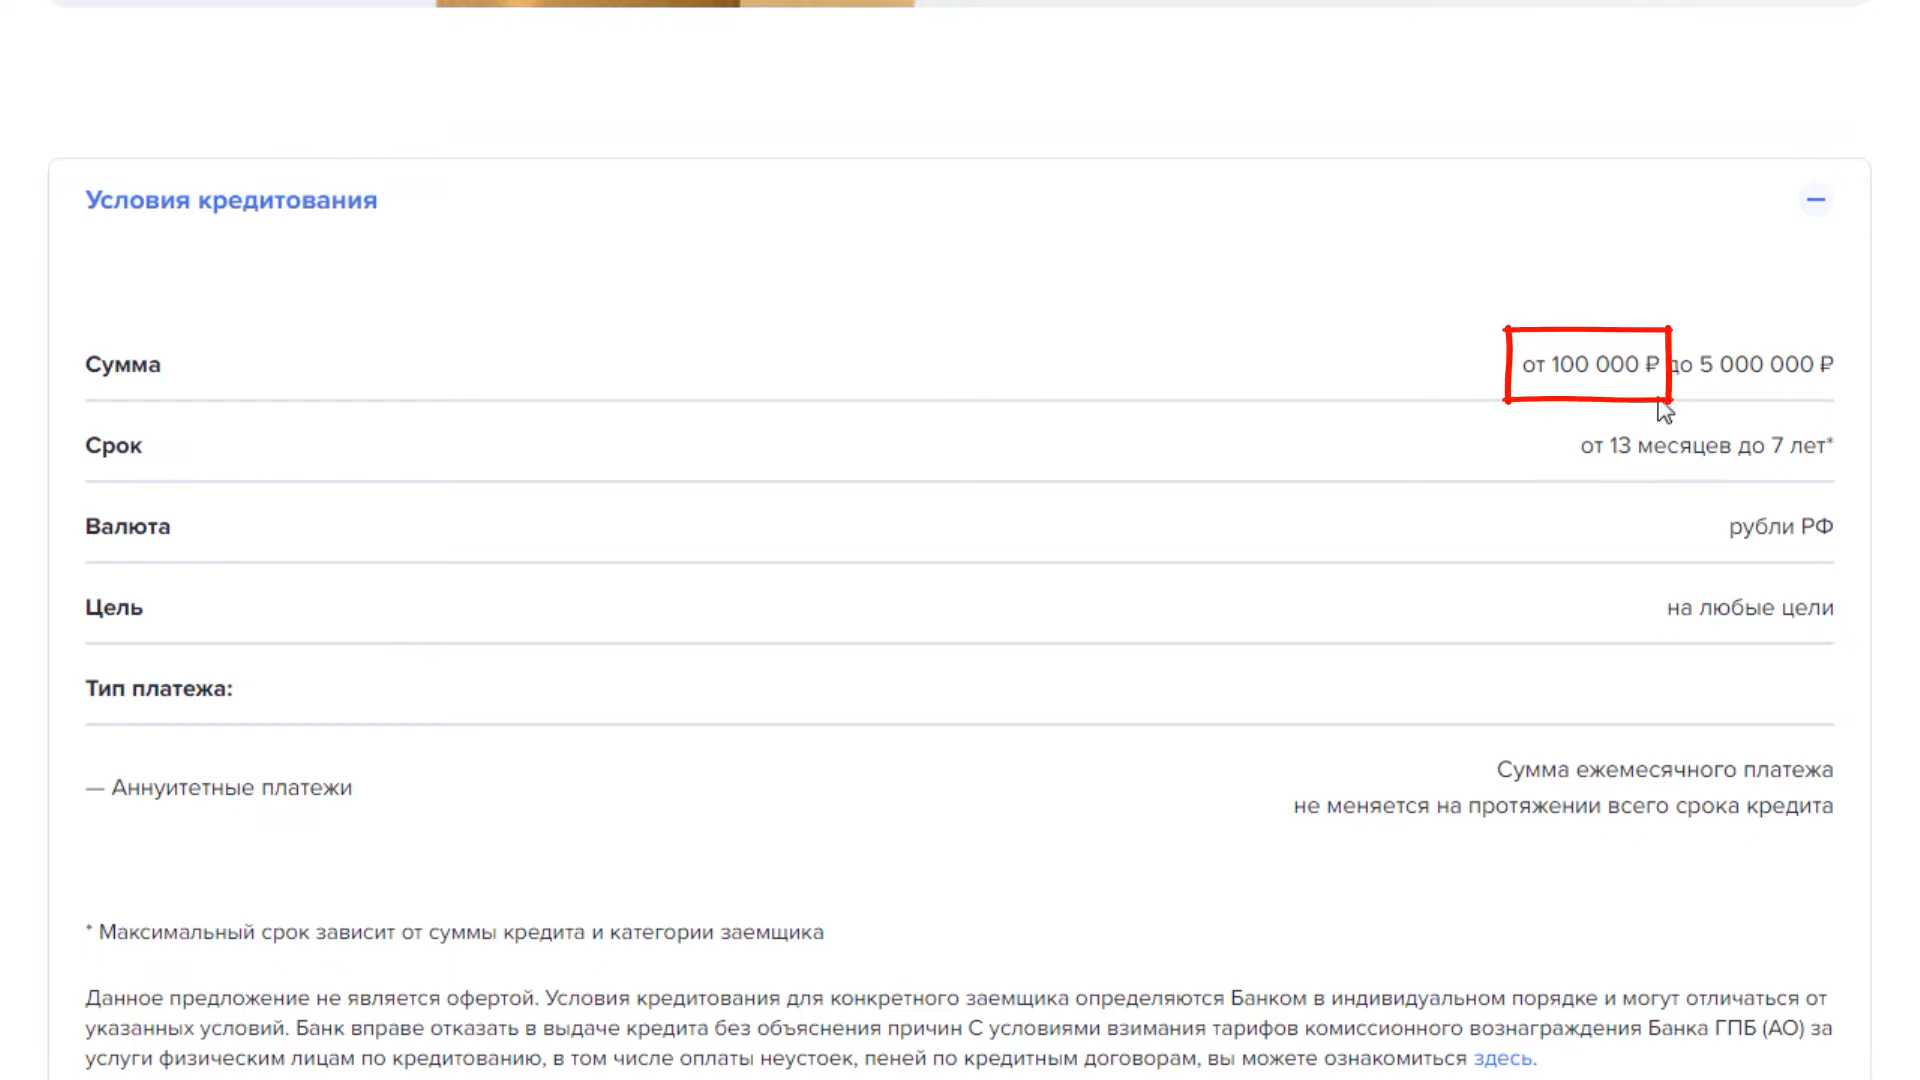 Условия кредитования
Сумма
от 100 000 ₽ до 5 000 000 ₽
Срок
от 13 месяцев до 7 лет*
Валюта
рубли РФ
Цель
на любые цели
Тип платежа:
— Аннуитетные платежи
Сумма ежемесячного платежа
не меняется на протяжении всего срока кредита
* Максимальный срок зависит от суммы кредита и категории заемщика
Данное предложение не является офертой. Условия кредитования для конкретного заемщика определяются Банком в индивидуальном порядке и могут отличаться от
указанных условий. Банк вправе отказать в выдаче кредита без объяснения причин С условиями взимания тарифов комиссионного вознаграждения Банка ГПБ (АО) за
услуги физическим лицам по кредитованию, в том числе оплаты неустоек, пеней по кредитным договорам, вы можете ознакомиться здесь.